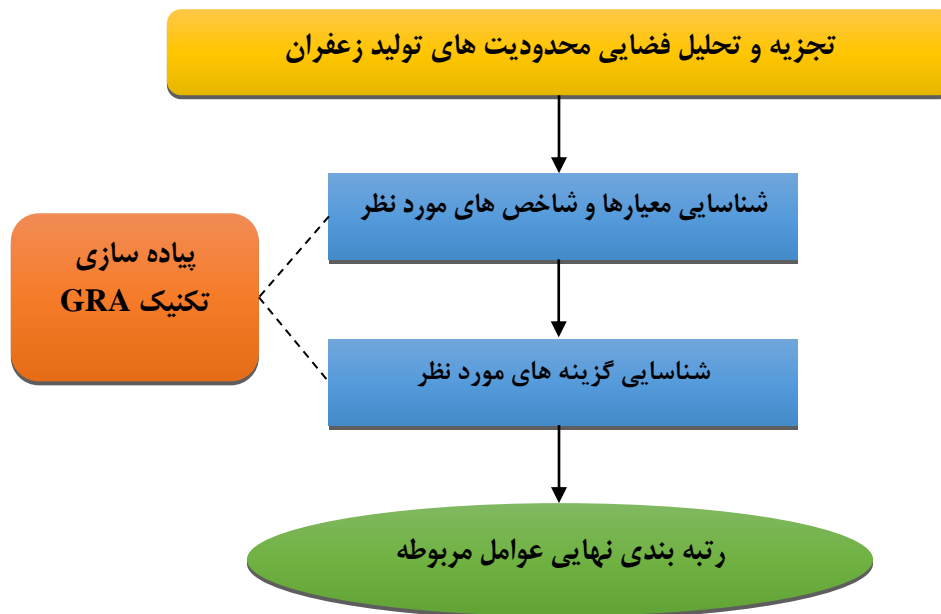 تجزیه و تحلیل فضایی محدودیت های تولید زعفران
شناسایی معیارها و شاخص های مورد نظر
پیاده سازی
تکنیک GRA
شناسایی گزینه های مورد نظر
رتبه بندی نهایی عوامل مربوطه